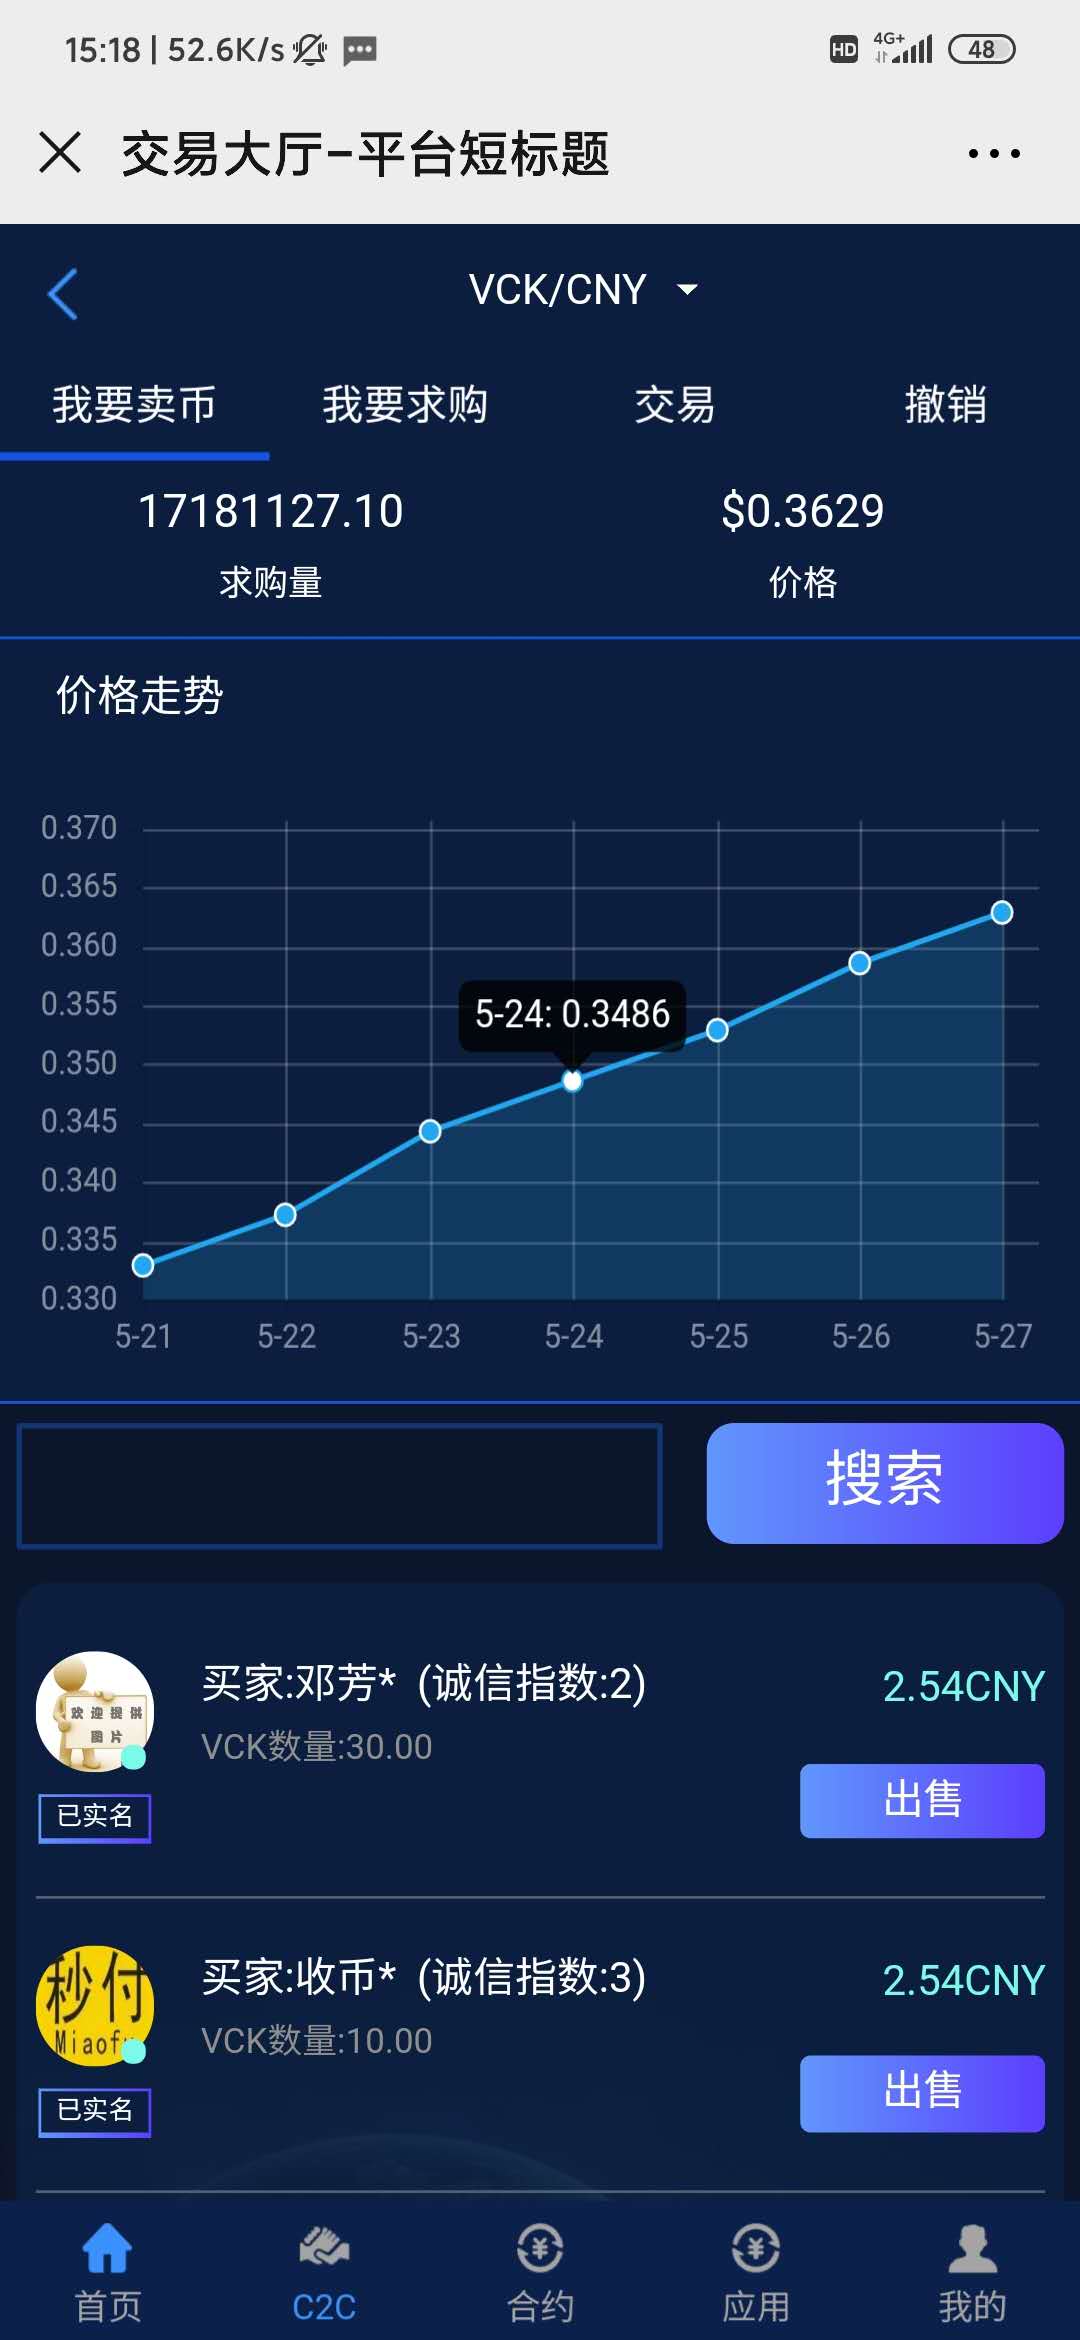 15:18 | 52.6K/s HD 4G+ 48
交易大厅-平台短标题
VCK/CNY
我要卖币 我要求购 交易 撤销
17181127.10 $0.3629
求购量 价格
价格走势
0.370
0.365
0.360
0.355
5-24: 0.3486
0.350
0.345
0.340
0.335
0.330
5-21 5-22 5-23 5-24 5-25 5-26 5-27
搜索
买家:邓芳* (诚信指数:2) 2.54CNY
欢迎提供
图片
VCK数量:30.00
出售
已实名
买家:收币* (诚信指数:3) 2.54CNY
秒付
Miaof
VCK数量:10.00
出售
已实名
首页 C2C 合约 应用 我的